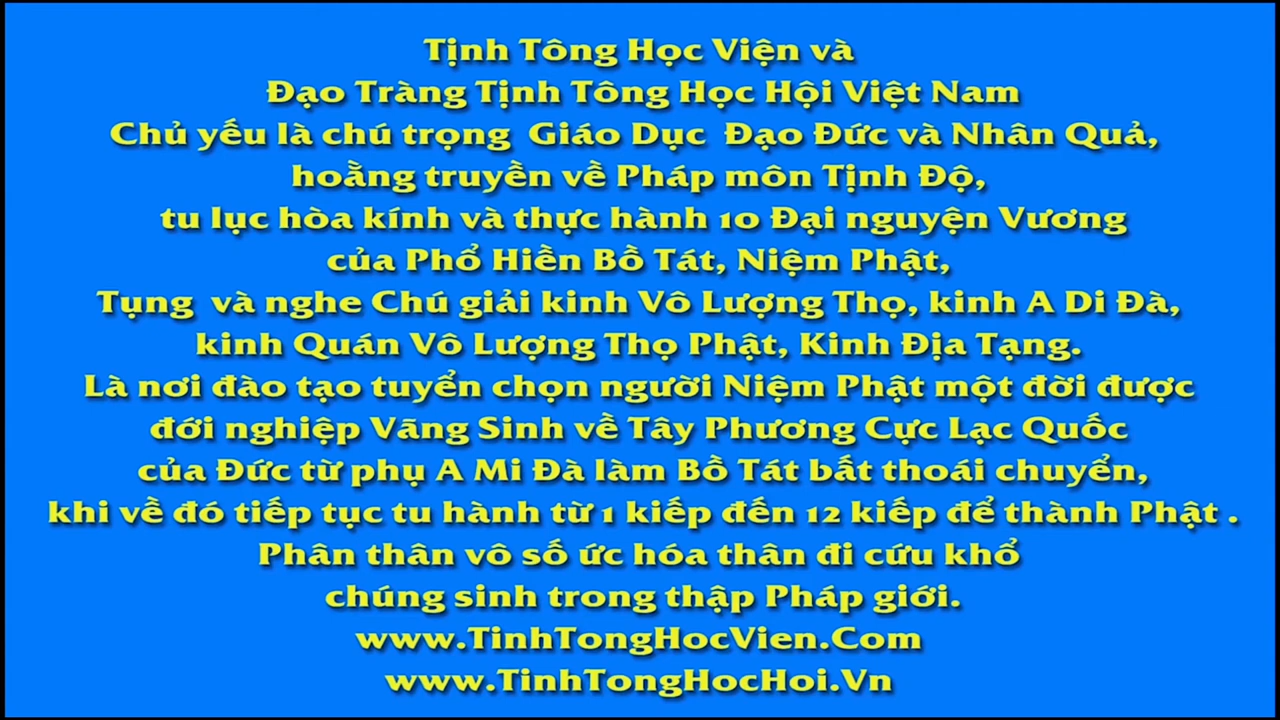 Tịnh Tông Học Viện và
Đạo Tràng Tịnh Tông Học Hội Việt Nam
Chủ yếu là chú trọng Giáo Dục Đạo Đức và Nhân Quả,
hoằng truyền về Pháp môn Tịnh Độ,
tu lục hòa kính và thực hành 10 Đại nguyện Vương
của Phổ Hiền Bồ Tát, Niệm Phật,
Tụng và nghe Chú giải kinh Vô Lượng Thọ, kinh A Di Đà,
kinh Quán Vô Lượng Thọ Phật, Kinh Địa Tạng.
Là nơi đào tạo tuyển chọn người Niệm Phật một đời được
đới nghiệp Vãng Sinh về Tây Phương Cực Lạc Quốc
của Đức từ phụ A Mi Đà làm Bồ Tát bất thoái chuyển,
khi về đó tiếp tục tu hành từ 1 kiếp đến 12 kiếp để thành Phật .
Phân thân vô số ức hóa thân đi cứu khổ
chúng sinh trong thập Pháp giới.
www.TinhTongHocVien.Com
www.TinhTongHocHoi.Vn